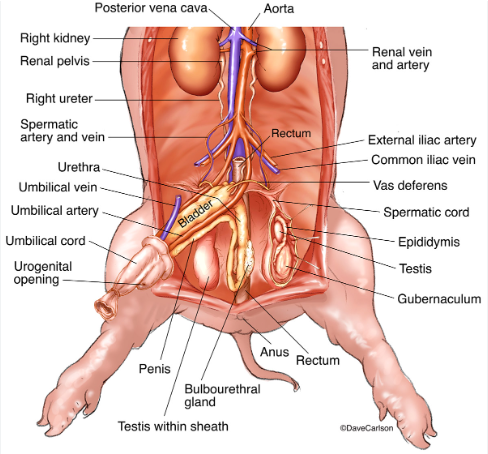 Posterior vena cava
Aorta
Right kidney
Renal pelvis
Renal vein
and artery
Right ureter
Spermatic
artery and vein
Rectum
External iliac artery
Common iliac vein
Urethra
Umbilical vein
Vas deferens
Bladder
Umbilical artery
Spermatic cord
Umbilical cord
Epididymis
Urogenital
opening
Testis
Gubernaculum
Anus
Rectum
Penis
Bulbourethral
gland
Testis within sheath
©DaveCarlson